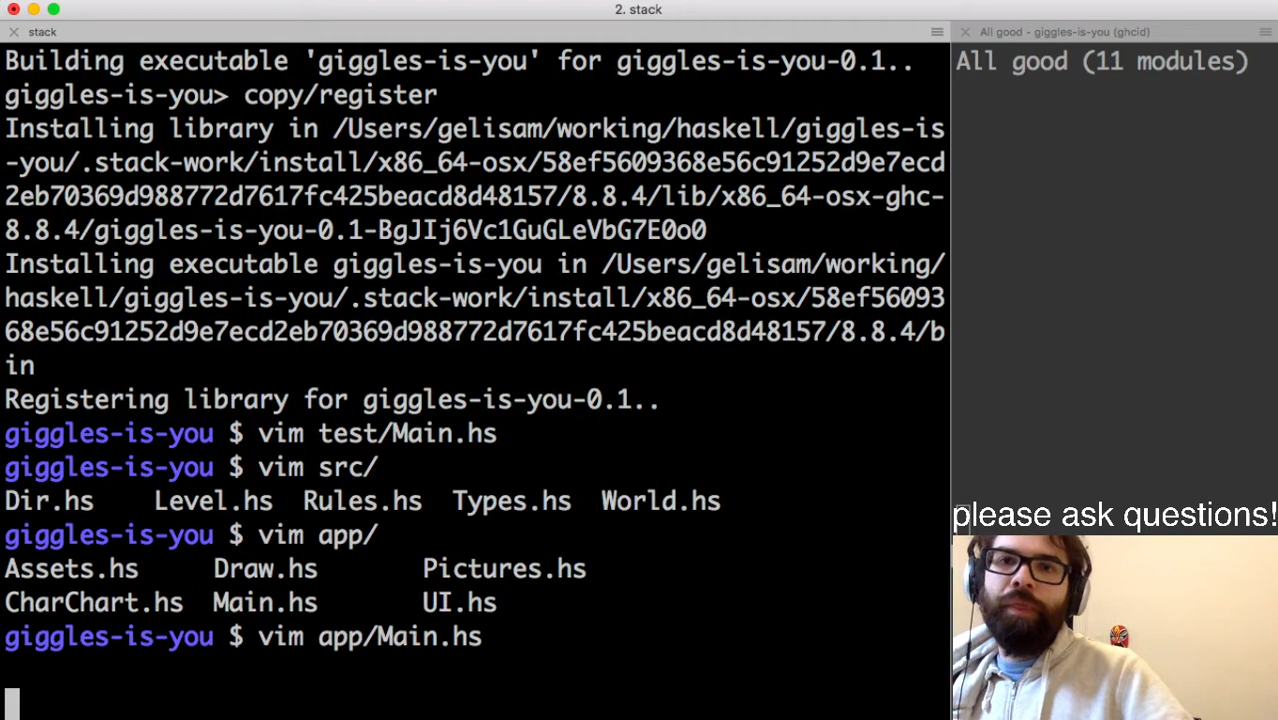 2. stack
stack
All good - giggles-is-you (ghcid)
Building executable 'giggles-is-you' for giggles-is-you-0.1..
giggles-is-you> copy/register
Installing library in /Users/gelisam/working/haskell/giggles-is
-you/.stack-work/install/x86_64-osx/58ef5609368e56c91252d9e7ecd
2eb70369d988772d7617fc425beacd8d48157/8.8.4/lib/x86_64-osx-ghc-
8.8.4/giggles-is-you-0.1-BgJIj6Vc1GuGLeVbG7E0o0
Installing executable giggles-is-you in /Users/gelisam/working/
haskell/giggles-is-you/.stack-work/install/x86_64-osx/58ef56093
68e56c91252d9e7ecd2eb70369d988772d7617fc425beacd8d48157/8.8.4/b
in
Registering library for giggles-is-you-0.1..
giggles-is-you $ vim test/Main.hs
giggles-is-you $ vim src/
Dir.hs Level.hs Rules.hs Types.hs World.hs
giggles-is-you $ vim app/
Assets.hs Draw.hs Pictures.hs
CharChart.hs Main.hs UI.hs
giggles-is-you $ vim app/Main.hs
All good (11 modules)
please ask questions!